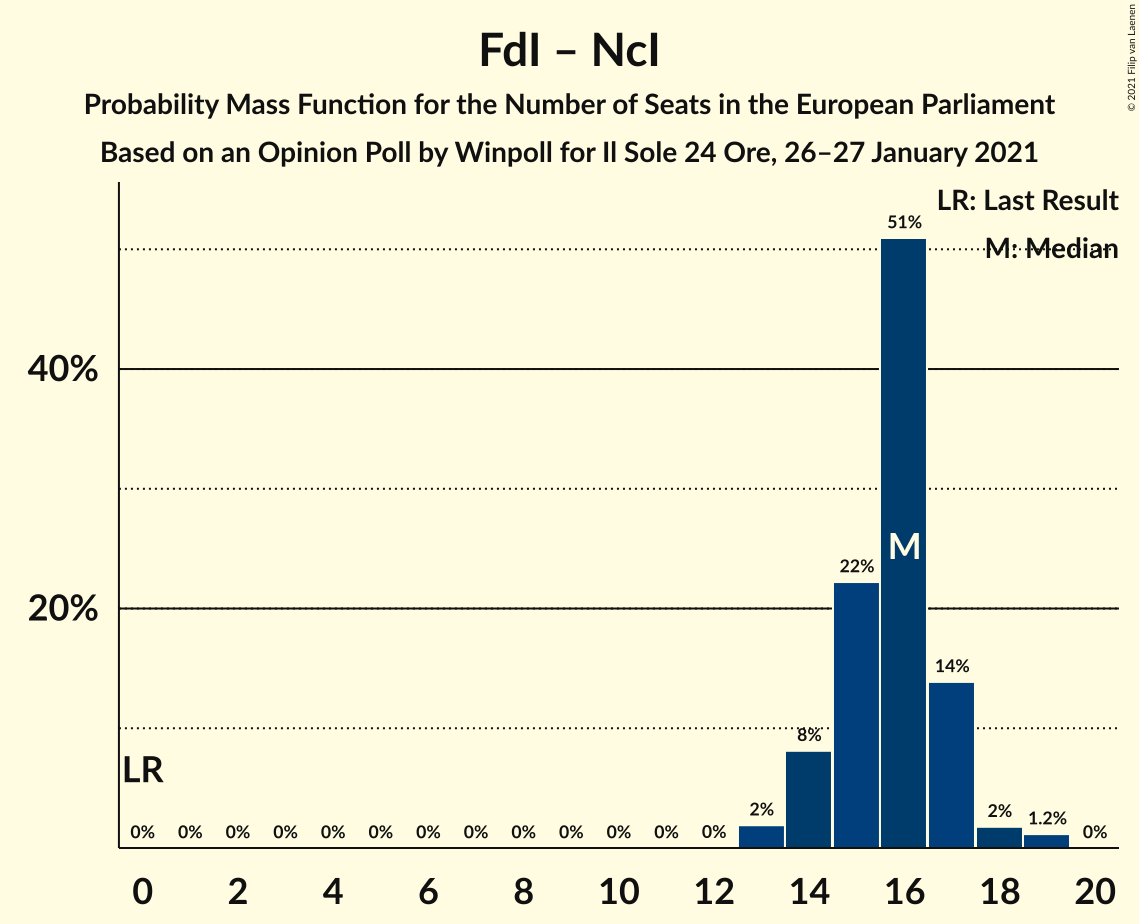 FdI – NcI
Probability Mass Function for the Number of Seats in the European Parliament
Based on an Opinion Poll by Winpoll for Il Sole 24 Ore, 26–27 January 2021
© 2021 Filip van Laenen
LR: Last Result
M: Median
40%
20%
51%
M
22%
14%
8%
LR
0% 0% 0% 0% 0% 0% 0% 0% 0% 0% 0% 0% 0% 2% 2% 1.2% 0%
0 2 4 6 8 10 12 14 16 18 20